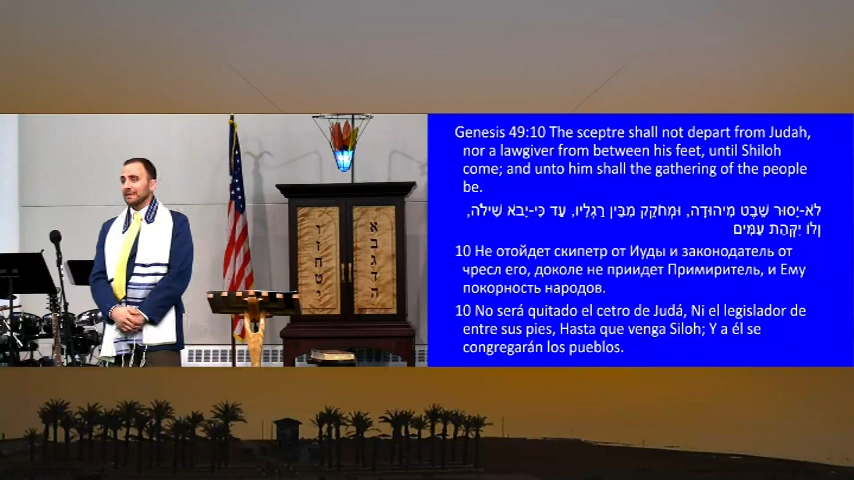 Genesis 49:10 The sceptre shall not depart from Judah,
nor a lawgiver from between his feet, until Shiloh
come; and unto him shall the gathering of the people
be.
לֹא-יָסוּר שֵׁבֶט מִיהוּדָה, וּמְחֹקֵק מִבֵּין רַגְלָיו, עַד כִּי-יָבֹא שִׁילֹה,
וְלוֹ יִקְּהַת עַמִּים
10 Не отойдет скипетр от Иуды и законодатель от
чресл его, доколе не приидет Примиритель, и Ему
покорность народов.
10 No será quitado el cetro de Judá, Ni el legislador de
entre sus pies, Hasta que venga Siloh; Y a él se
congregarán los pueblos.
א
ב
ג
ד
ה
ו
ז
ח
ט
י